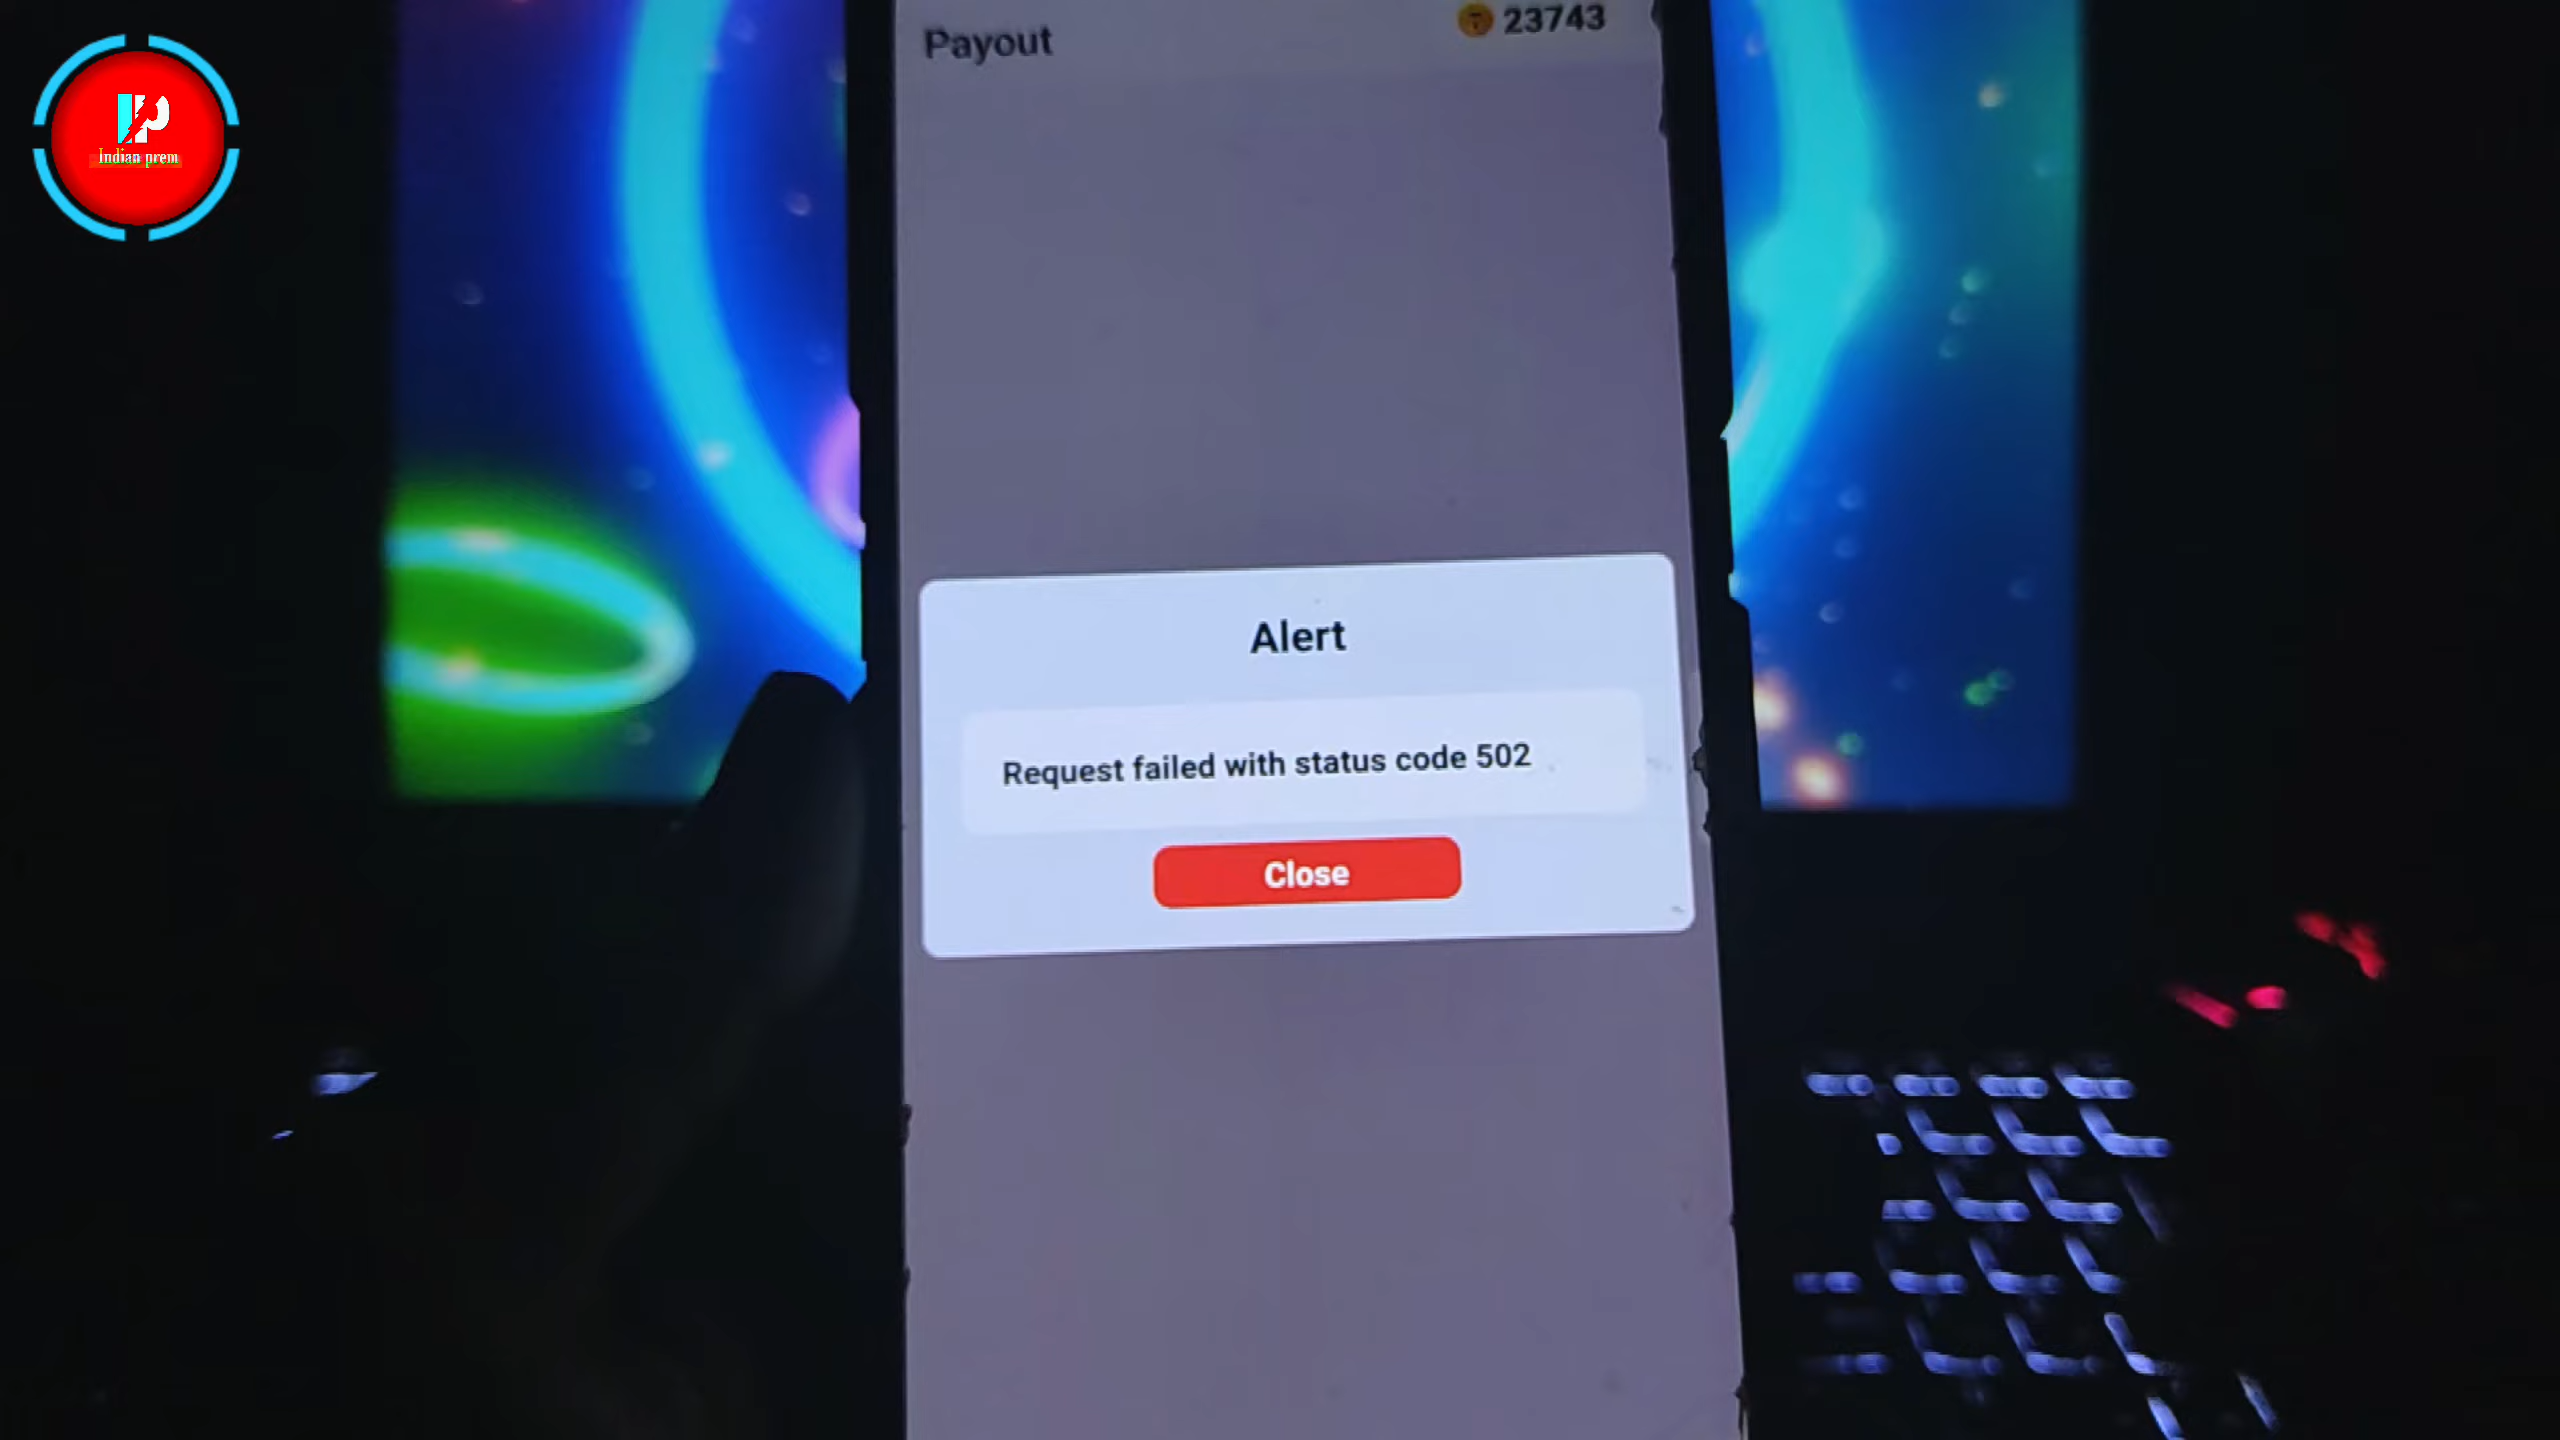 Indian prem
Payout
23743
Alert
Request failed with status code 502
Close